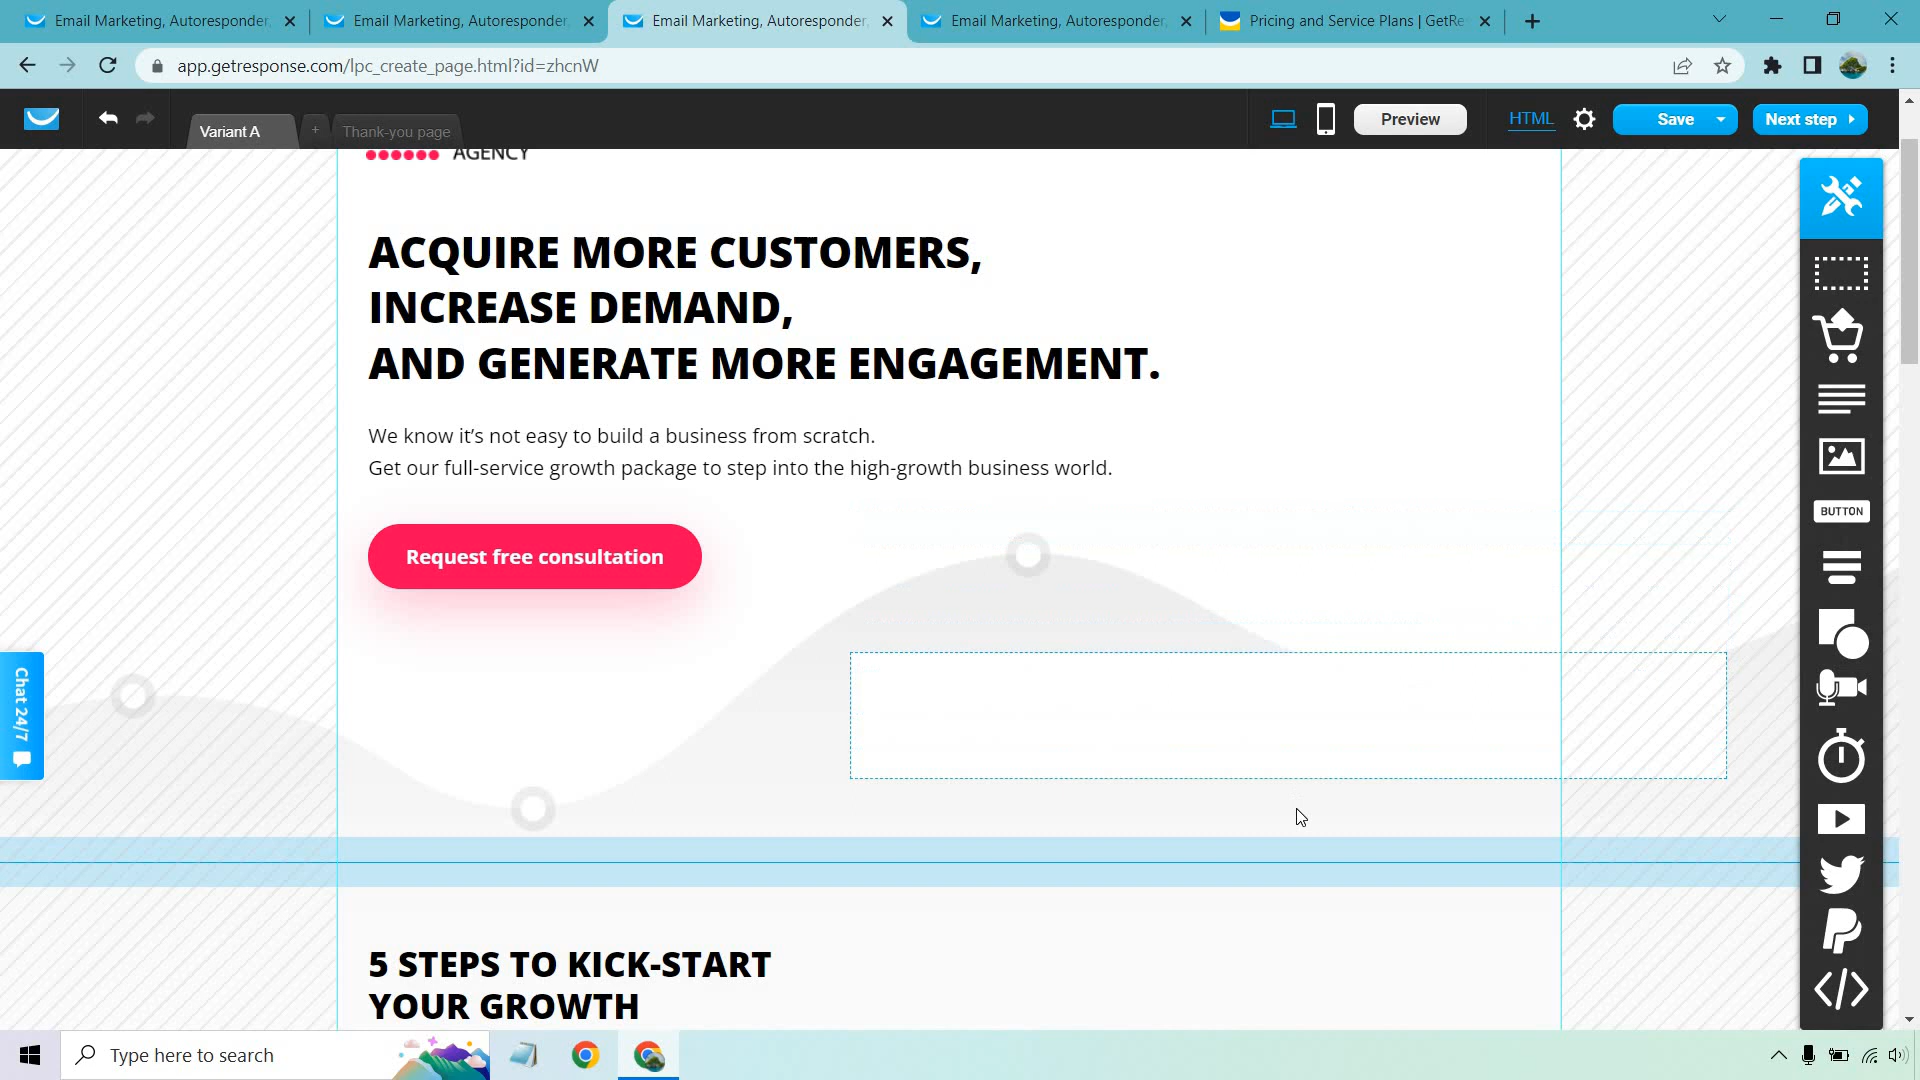 Email Marketing, Autoresponder,
Email Marketing, Autoresponder,
Email Marketing, Autoresponder,
Email Marketing, Autoresponder,
Pricing and Service Plans | GetRe
app.getresponse.com/lpc_create_page.html?id=zhcnW
Variant A
+
Thank-you page
Preview
HTML
Save
Next step
AGENCY
ACQUIRE MORE CUSTOMERS,
INCREASE DEMAND,
AND GENERATE MORE ENGAGEMENT.
We know it’s not easy to build a business from scratch.
Get our full-service growth package to step into the high-growth business world.
Request free consultation
BUTTON
Chat 24/7
5 STEPS TO KICK-START
YOUR GROWTH
Type here to search